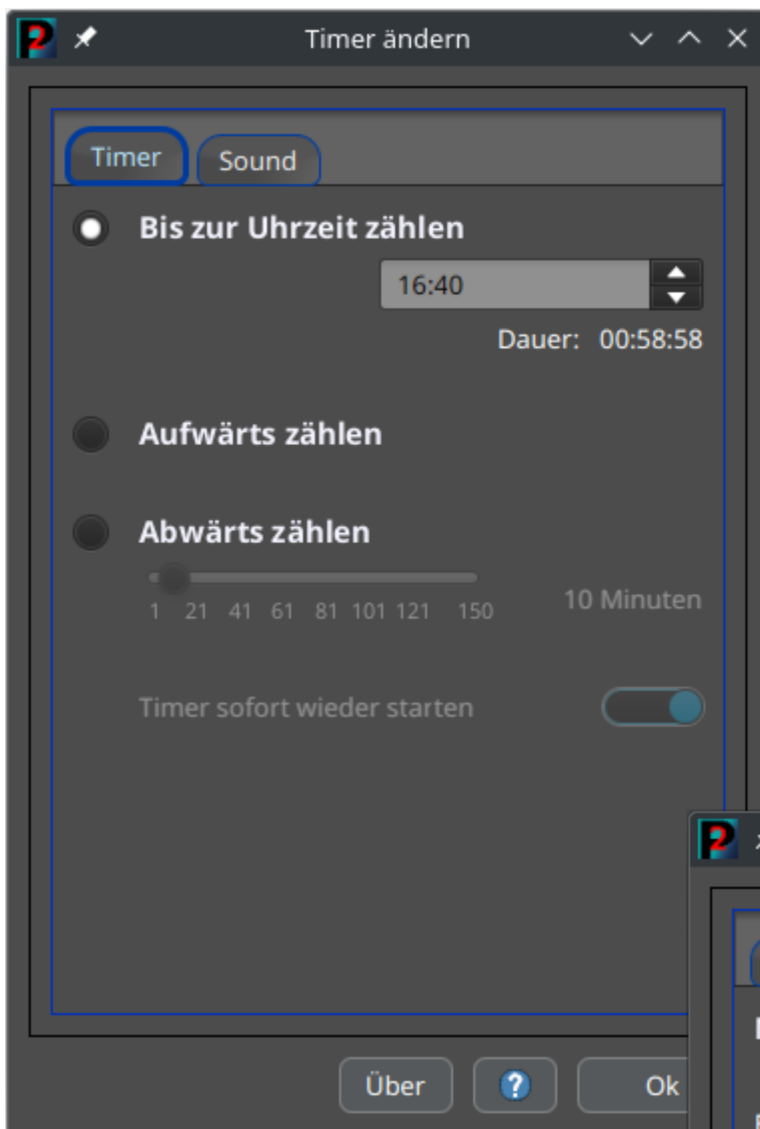 Timer ändern
Timer Sound
Bis zur Uhrzeit zählen
16:40
Dauer: 00:58:58
Aufwärts zählen
Abwärts zählen
1 21 41 61 81 101 121 150
10 Minuten
Timer sofort wieder starten
Über ? Ok